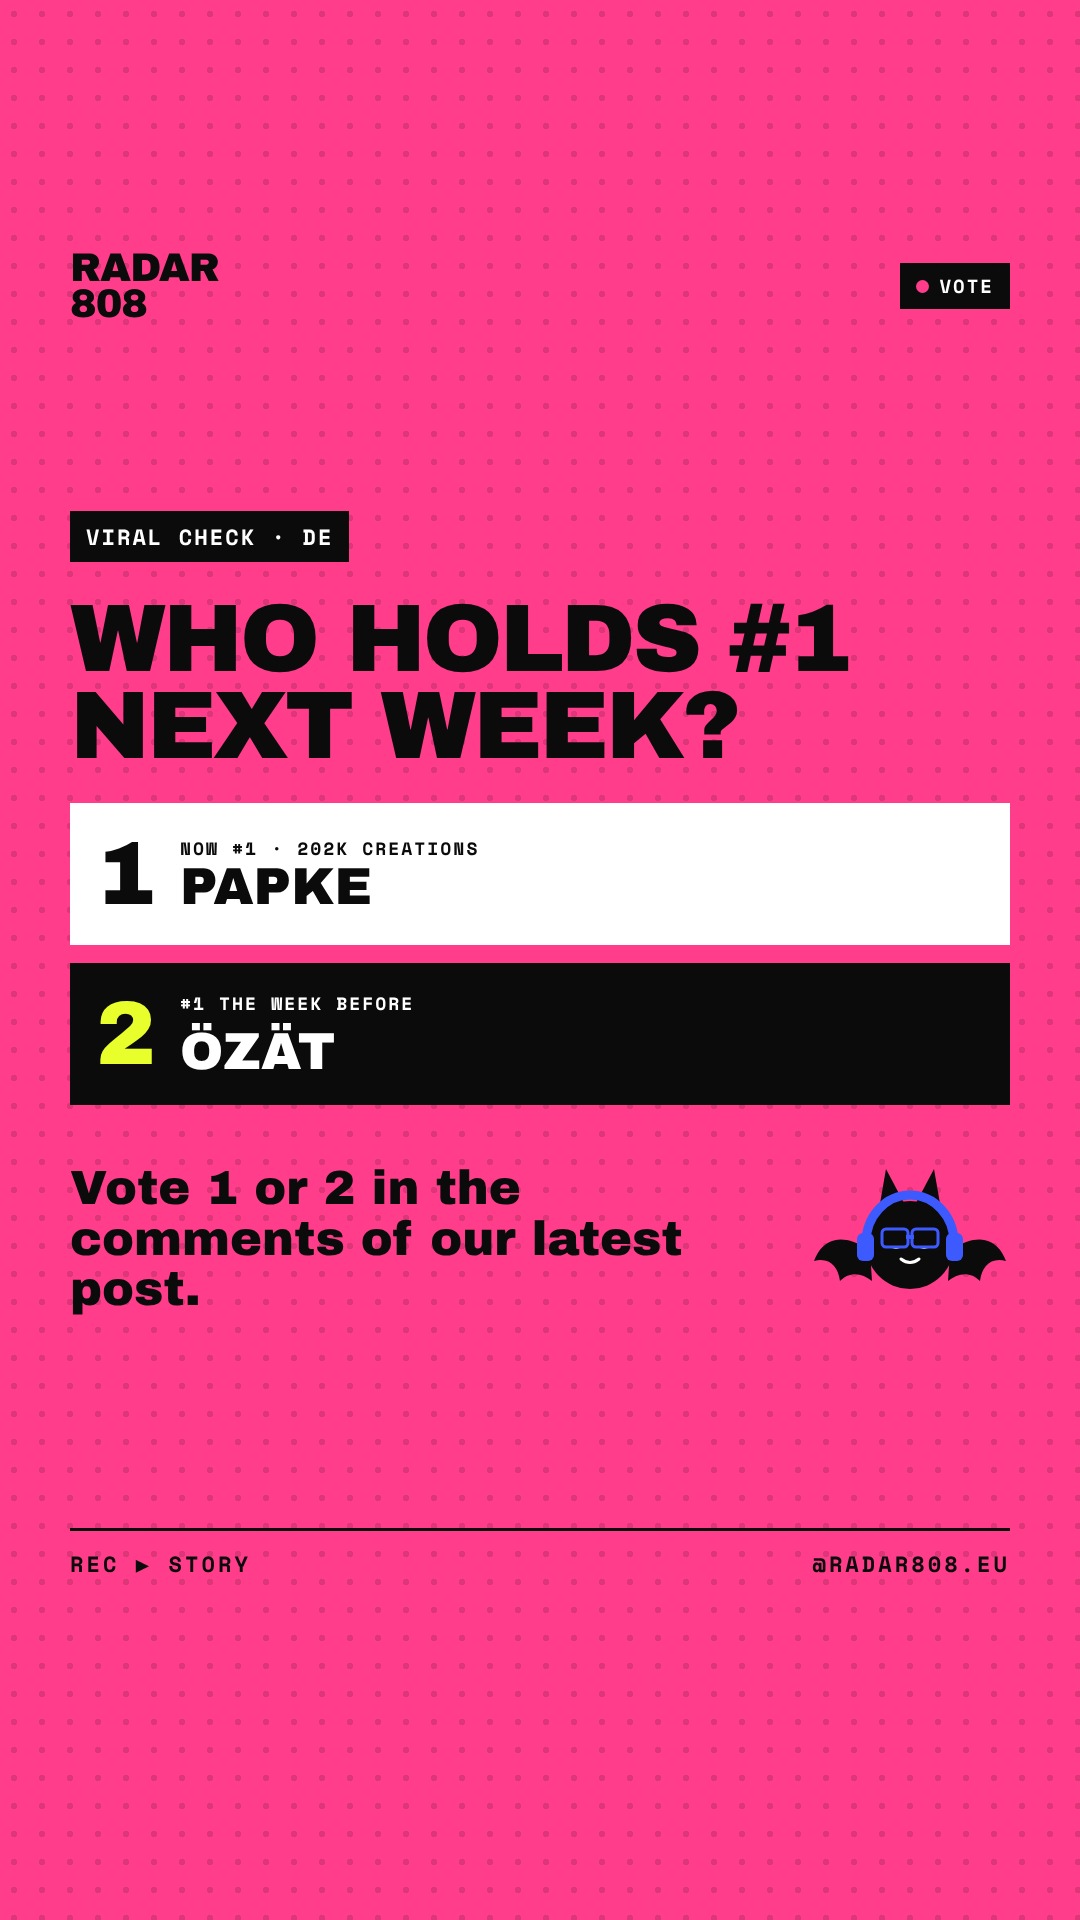 RADAR
808
VOTE
VIRAL CHECK · DE
WHO HOLDS #1
NEXT WEEK?
1
NOW #1 · 202K CREATIONS
PAPKE
2
#1 THE WEEK BEFORE
ÖZÄT
Vote 1 or 2 in the
comments of our latest
post.
REC ▶ STORY
@RADAR808.EU